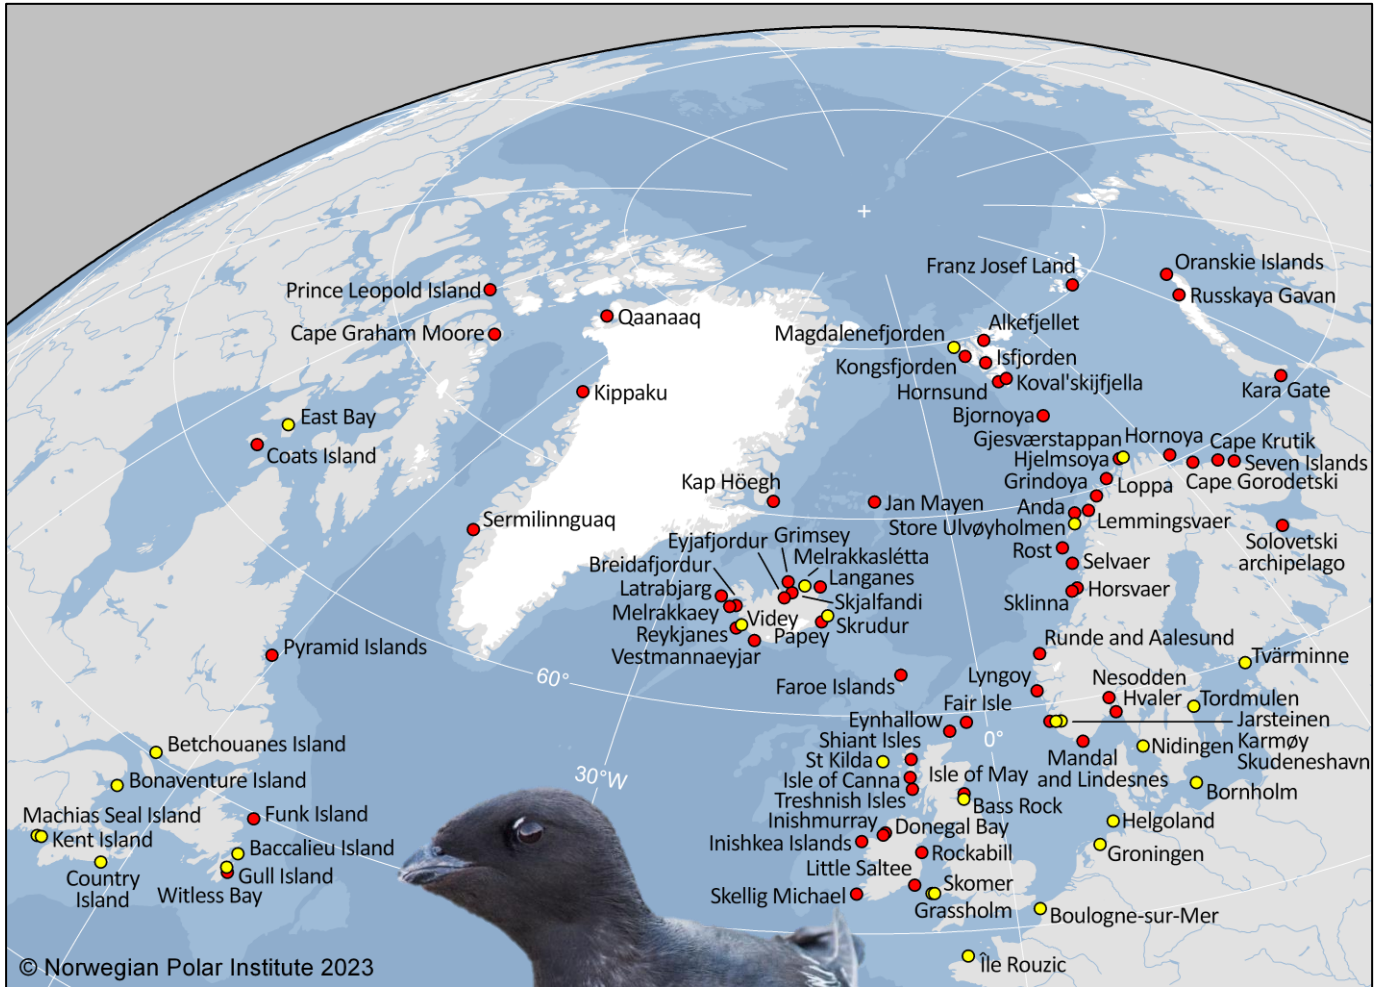 Franz Josef Land
Oranskie Islands
Russkaya Gavan
Prince Leopold Island
Qaanaaq
Cape Graham Moore
Magdalenefjorden
Alkefjellet
Kongsfjorden
Isfjorden
Hornsund
Koval'skijfjella
Kara Gate
Kippaku
Bjornoya
East Bay
Coats Island
Gjesværstappan
Hornoya
Cape Krutik
Hjelmsoya
Seven Islands
Grindoya
Loppa
Cape Gorodetski
Kap Höegh
Jan Mayen
Anda
Lemmingsvaer
Store Ulvøyholmen
Sermilinnguaq
Solovetski
archipelago
Eyjafjordur
Grimsey
Melrakkaslétta
Rost
Breidafjordur
Langanes
Selvaer
Latrabjarg
Skjalfandi
Horsvaer
Melrakkaey
Videy
Sklinna
Reykjanes
Papey
Skrudur
Vestmannaeyjar
Pyramid Islands
Runde and Aalesund
Tvärminne
60°
Faroe Islands
Lyngoy
Nesodden
Hvaler
Tordmulen
Fair Isle
Eynhallow
Jarsteinen
Karmøy
Skudeneshavn
0°
Shiant Isles
Betchouanes Island
Nidingen
St Kilda
Mandal
and Lindesnes
30°W
Isle of Canna
Isle of May
Bonaventure Island
Treshnish Isles
Bass Rock
Bornholm
Machias Seal Island
Funk Island
Inishmurray
Donegal Bay
Helgoland
Kent Island
Inishkea Islands
Baccalieu Island
Rockabill
Groningen
Country
Island
Gull Island
Little Saltee
Witless Bay
Skellig Michael
Skomer
Grassholm
Boulogne-sur-Mer
Île Rouzic
© Norwegian Polar Institute 2023